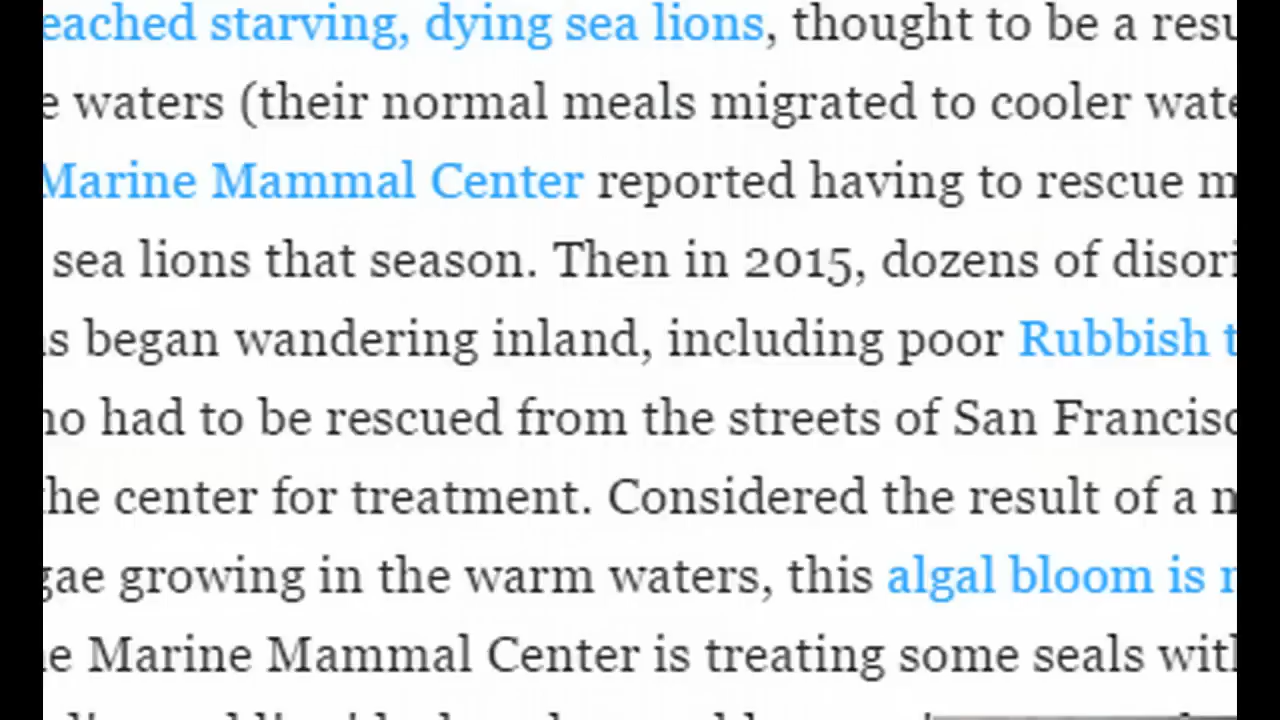 eached starving, dying sea lions, thought to be a resu
e waters (their normal meals migrated to cooler wate
Marine Mammal Center reported having to rescue m
sea lions that season. Then in 2015, dozens of disori
s began wandering inland, including poor Rubbish t
no had to be rescued from the streets of San Francisc
the center for treatment. Considered the result of a m
gae growing in the warm waters, this algal bloom is r
e Marine Mammal Center is treating some seals with